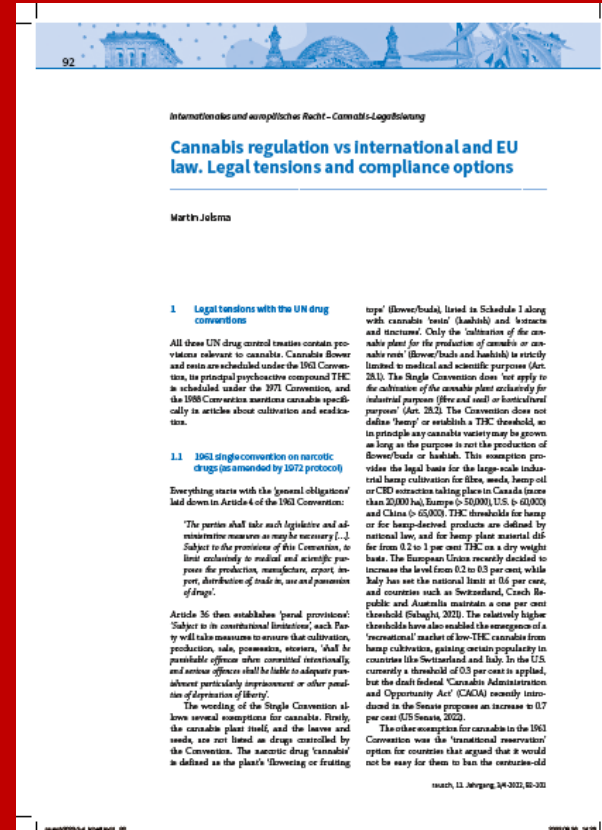 92
Internationales und europäisches Recht – Cannabis-Legalisierung
Cannabis regulation vs international and EU
law. Legal tensions and compliance options
Martin Jelsma
1 Legal tensions with the UN drug
conventions
All three UN drug control treaties contain pro-
visions relevant to cannabis. Cannabis flower
and resin are scheduled under the 1961 Conven-
tion, its principal psychoactive compound THC
is scheduled under the 1971 Convention, and
the 1988 Convention mentions cannabis specifi-
cally in articles about cultivation and eradica-
tion.
1.1 1961 single convention on narcotic
drugs (as amended by 1972 protocol)
Everything starts with the 'general obligations'
laid down in Article 4 of the 1961 Convention:
'The parties shall take such legislative and ad-
ministrative measures as may be necessary […].
Subject to the provisions of this Convention, to
limit exclusively to medical and scientific pur-
poses the production, manufacture, export, im-
port, distribution of, trade in, use and possession
of drugs'.
Article 36 then establishes 'penal provisions':
'Subject to its constitutional limitations', each Par-
ty will take measures to ensure that cultivation,
production, sale, possession, etcetera, 'shall be
punishable offences when committed intentionally,
and serious offences shall be liable to adequate pun-
ishment particularly imprisonment or other penal-
ties of deprivation of liberty'.
The wording of the Single Convention al-
lows several exemptions for cannabis. Firstly,
the cannabis plant itself, and the leaves and
seeds, are not listed as drugs controlled by
the Convention. The narcotic drug 'cannabis'
is defined as the plant's 'flowering or fruiting
tops' (flower/buds), listed in Schedule I along
with cannabis 'resin' (hashish) and 'extracts
and tinctures'. Only the 'cultivation of the can-
nabis plant for the production of cannabis or can-
nabis resin' (flower/buds and hashish) is strictly
limited to medical and scientific purposes (Art.
28.1). The Single Convention does 'not apply to
the cultivation of the cannabis plant exclusively for
industrial purposes (fibre and seed) or horticultural
purposes' (Art. 28.2). The Convention does not
define 'hemp' or establish a THC threshold, so
in principle any cannabis variety may be grown
as long as the purpose is not the production of
flower/buds or hashish. This exemption pro-
vides the legal basis for the large-scale indus-
trial hemp cultivation for fibre, seeds, hemp oil
or CBD extraction taking place in Canada (more
than 20,000 ha), Europe (> 50,000), U.S. (> 60,000)
and China (> 65,000). THC thresholds for hemp
or for hemp-derived products are defined by
national law, and for hemp plant material dif-
fer from 0.2 to 1 per cent THC on a dry weight
basis. The European Union recently decided to
increase the level from 0.2 to 0.3 per cent, while
Italy has set the national limit at 0.6 per cent,
and countries such as Switzerland, Czech Re-
public and Australia maintain a one per cent
threshold (Sabaghi, 2021). The relatively higher
thresholds have also enabled the emergence of a
'recreational' market of low-THC cannabis from
hemp cultivation, gaining certain popularity in
countries like Switzerland and Italy. In the U.S.
currently a threshold of 0.3 per cent is applied,
but the draft federal 'Cannabis Administration
and Opportunity Act' (CAOA) recently intro-
duced in the Senate proposes an increase to 0.7
per cent (US Senate, 2022).
The other exemption for cannabis in the 1961
Convention was the 'transitional reservation'
option for countries that argued that it would
not be easy for them to ban the centuries-old
rausch, 11. Jahrgang, 3/4-2022, 92-101